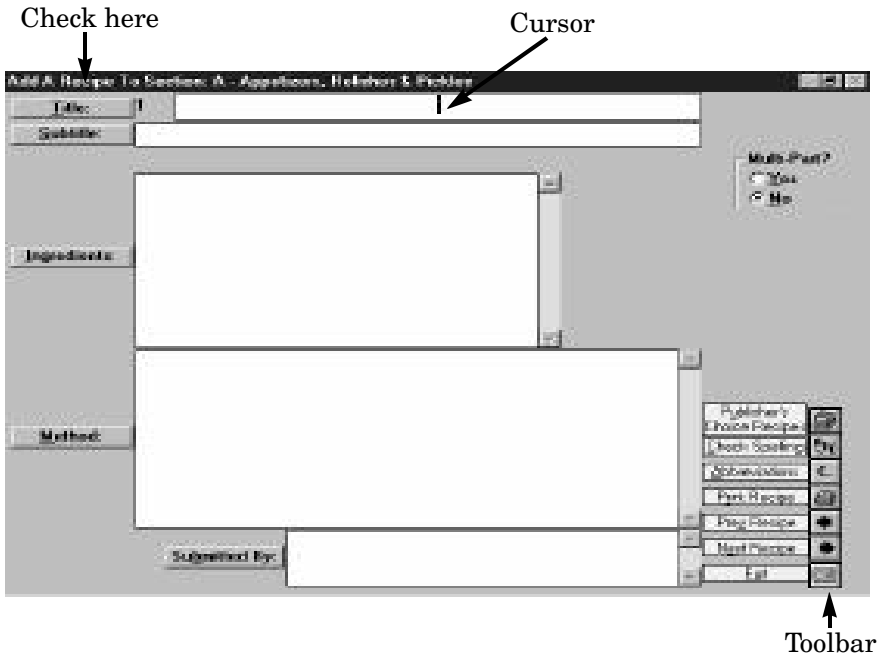 Check here
Cursor
Add A Recipe To Section: A - Appetizers, Relishes & Pickles
Title: 1
Subtitle:
Multi-Part?
Yes
No
Ingredients:
Method:
Publisher's
Choice Recipes
Check Spelling
Abbreviations
Print Recipe
Prev Recipe
Next Recipe
Submitted By:
Exit
Toolbar